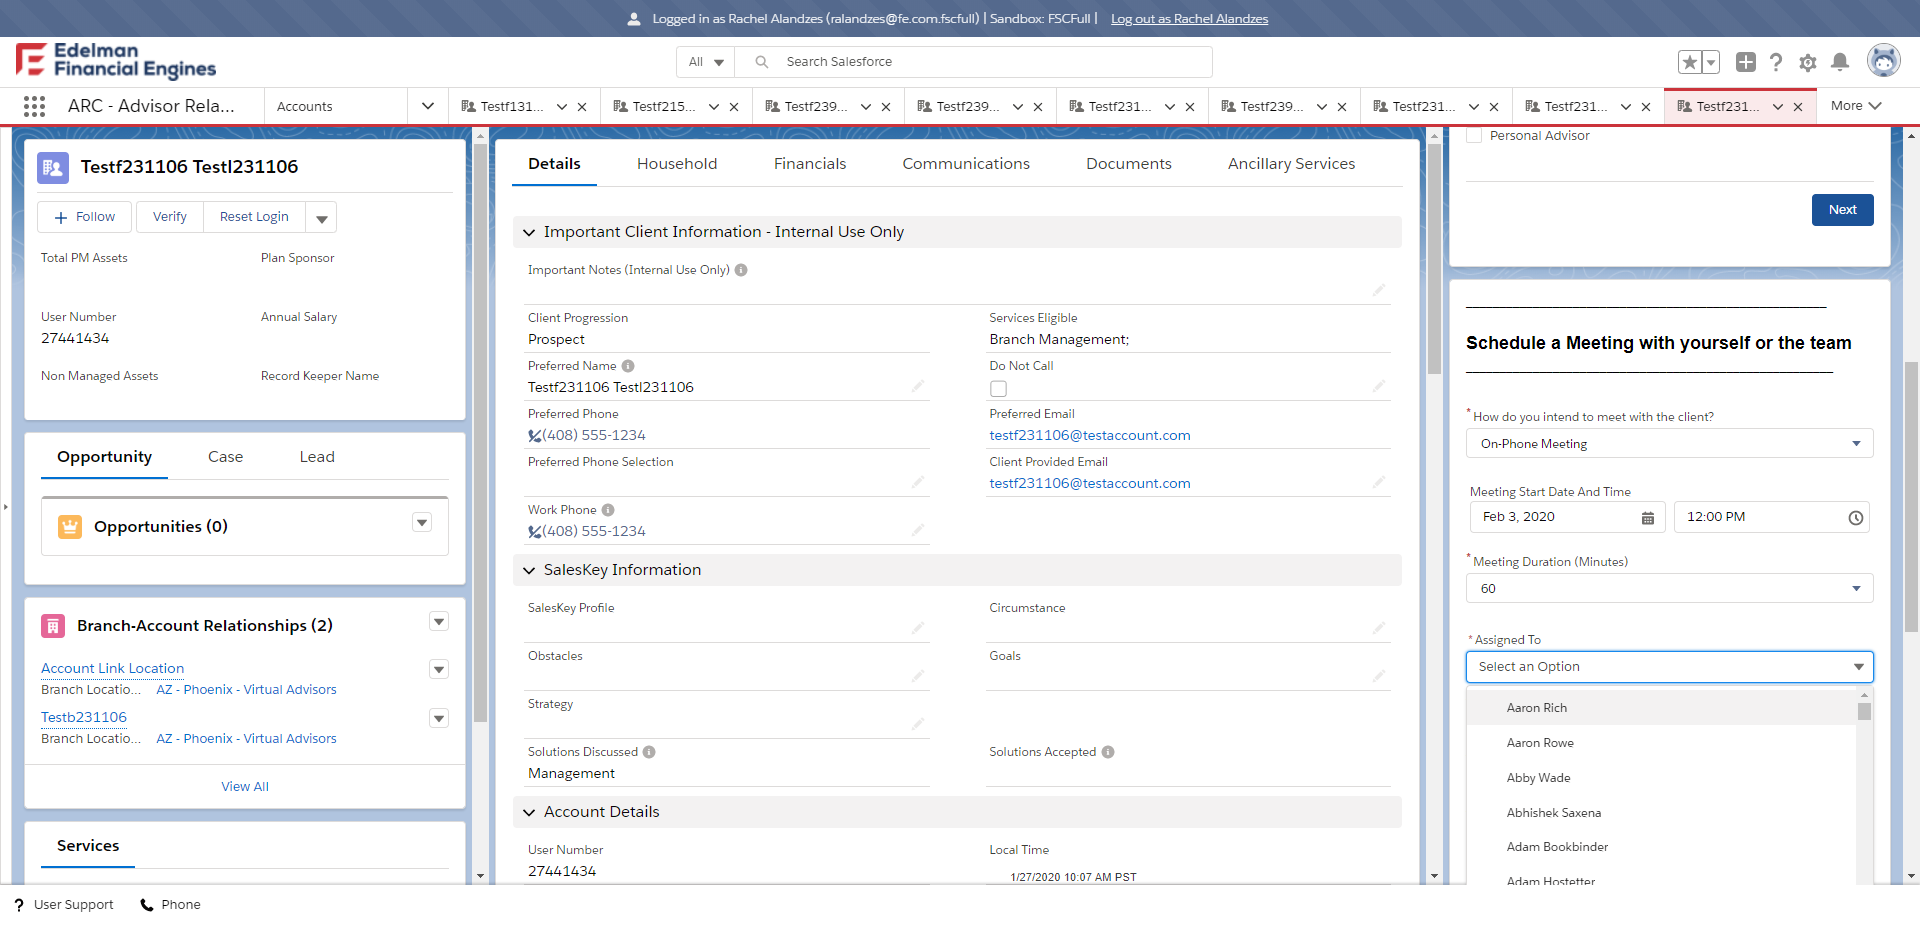 Logged in as Rachel Alandzes (ralandzes@fe.com.fscfull) | Sandbox: FSCFull | Log out as Rachel Alandzes
Edelman
Financial Engines
All
Search Salesforce
ARC - Advisor Rela...
Accounts
Testf131...
Testf215...
Testf239...
Testf239...
Testf231...
Testf239...
Testf231...
Testf231...
Testf231...
More
Testf231106 Testl231106
Follow
Verify
Reset Login
Total PM Assets
Plan Sponsor
User Number
27441434
Annual Salary
Non Managed Assets
Record Keeper Name
Opportunity
Case
Lead
Opportunities (0)
Branch-Account Relationships (2)
Account Link Location
Branch Locatio... AZ - Phoenix - Virtual Advisors
Testb231106
Branch Locatio... AZ - Phoenix - Virtual Advisors
View All
Services
Details
Household
Financials
Communications
Documents
Ancillary Services
Important Client Information - Internal Use Only
Important Notes (Internal Use Only)
Client Progression
Prospect
Services Eligible
Branch Management;
Preferred Name
Testf231106 Testl231106
Do Not Call
Preferred Phone
(408) 555-1234
Preferred Email
testf231106@testaccount.com
Preferred Phone Selection
Client Provided Email
testf231106@testaccount.com
Work Phone
(408) 555-1234
SalesKey Information
SalesKey Profile
Circumstance
Obstacles
Goals
Strategy
Solutions Discussed
Management
Solutions Accepted
Account Details
User Number
27441434
Local Time
1/27/2020 10:07 AM PST
Personal Advisor
Next
Schedule a Meeting with yourself or the team
* How do you intend to meet with the client?
On-Phone Meeting
Meeting Start Date And Time
Feb 3, 2020
12:00 PM
* Meeting Duration (Minutes)
60
* Assigned To
Select an Option
Aaron Rich
Aaron Rowe
Abby Wade
Abhishek Saxena
Adam Bookbinder
Adam Hostetter
? User Support
Phone